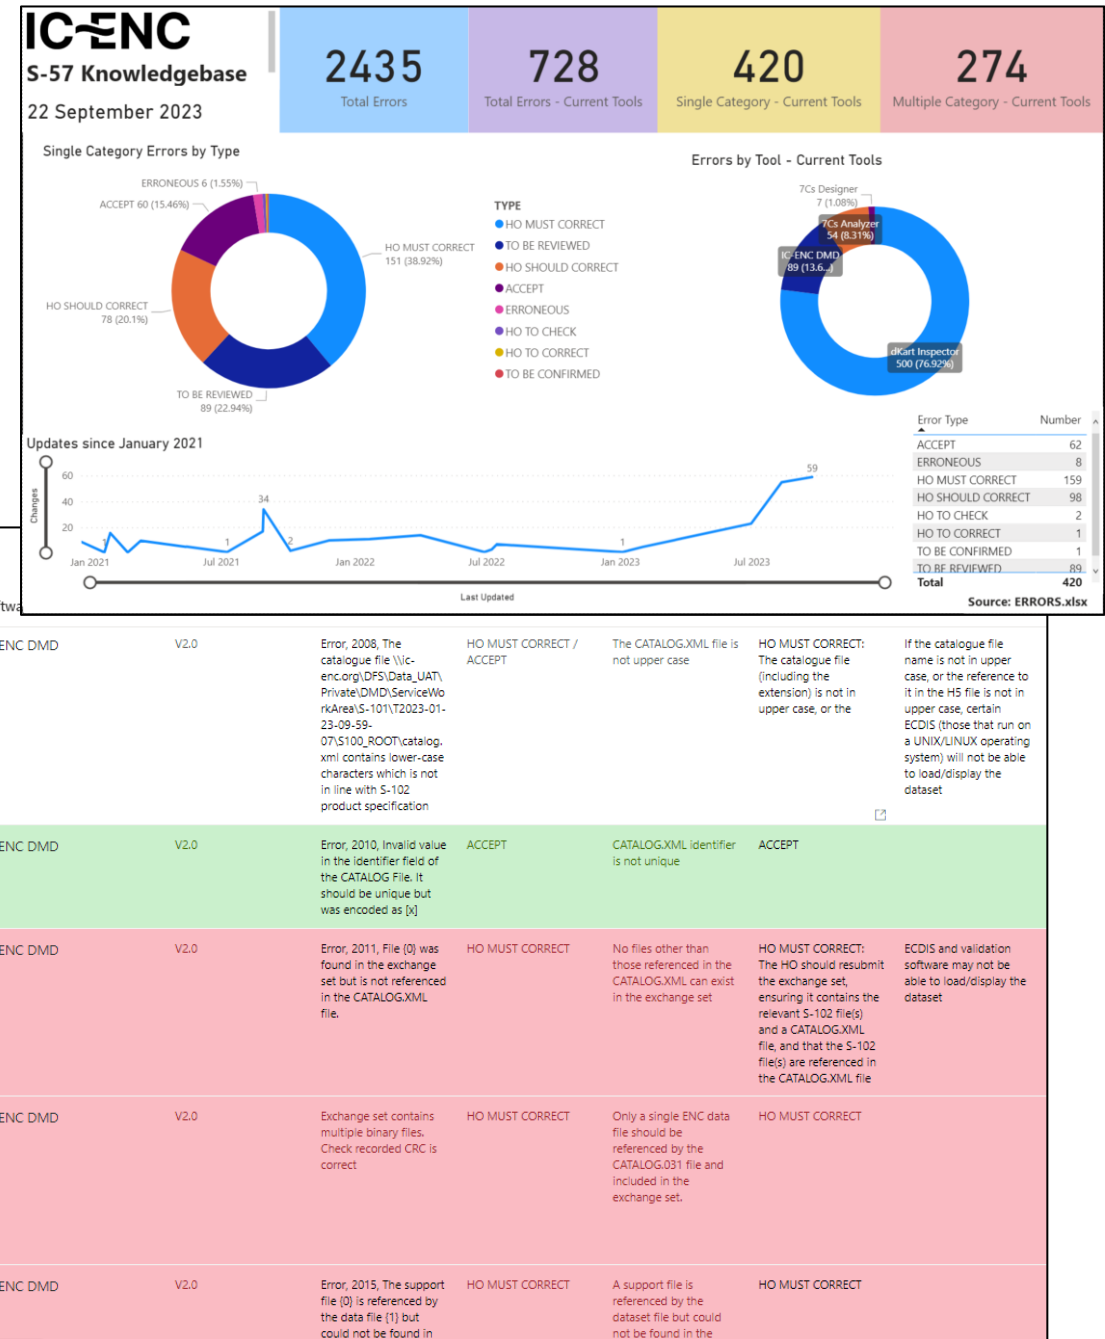 IC-ENC
S-57 Knowledgebase
22 September 2023
2435
Total Errors
728
Total Errors - Current Tools
420
Single Category - Current Tools
274
Multiple Category - Current Tools
Single Category Errors by Type
ERRONEOUS 6 (1.55%)
ACCEPT 60 (15.46%)
HO MUST CORRECT
151 (38.92%)
HO SHOULD CORRECT
78 (20.1%)
TO BE REVIEWED
89 (22.94%)
TYPE
HO MUST CORRECT
TO BE REVIEWED
HO SHOULD CORRECT
ACCEPT
ERRONEOUS
HO TO CHECK
HO TO CORRECT
TO BE CONFIRMED
Errors by Tool - Current Tools
7Cs Designer
7 (1.08%)
7Cs Analyzer
54 (8.31%)
IC-ENC DMD
89 (13.6...)
dKart Inspector
500 (76.92%)
Updates since January 2021
Changes
60
40
20
1
34
1
2
1
59
Jan 2021
Jul 2021
Jan 2022
Jul 2022
Jan 2023
Jul 2023
Last Updated
Error Type Number
ACCEPT 62
ERRONEOUS 8
HO MUST CORRECT 159
HO SHOULD CORRECT 98
HO TO CHECK 2
HO TO CORRECT 1
TO BE CONFIRMED 1
TO BE REVIEWED 89
Total 420
Source: ERRORS.xlsx
ENC DMD
V2.0
Error, 2008, The
catalogue file \\ic-
enc.org\DFS\Data_UAT\
Private\DMD\ServiceWo
rkArea\S-101\T2023-01-
23-09-59-
07\S100_ROOT\catalog.
xml contains lower-case
characters which is not
in line with S-102
product specification
HO MUST CORRECT /
ACCEPT
The CATALOG.XML file is
not upper case
HO MUST CORRECT:
The catalogue file
(including the
extension) is not in
upper case, or the
If the catalogue file
name is not in upper
case, or the reference to
it in the H5 file is not in
upper case, certain
ECDIS (those that run on
a UNIX/LINUX operating
system) will not be able
to load/display the
dataset
ENC DMD
V2.0
Error, 2010, Invalid value
in the identifier field of
the CATALOG File. It
should be unique but
was encoded as [x]
ACCEPT
CATALOG.XML identifier
is not unique
ACCEPT
ENC DMD
V2.0
Error, 2011, File {0} was
found in the exchange
set but is not referenced
in the CATALOG.XML
file.
HO MUST CORRECT
No files other than
those referenced in the
CATALOG.XML can exist
in the exchange set
HO MUST CORRECT:
The HO should resubmit
the exchange set,
ensuring it contains the
relevant S-102 file(s)
and a CATALOG.XML
file, and that the S-102
file(s) are referenced in
the CATALOG.XML file
ECDIS and validation
software may not be
able to load/display the
dataset
ENC DMD
V2.0
Exchange set contains
multiple binary files.
Check recorded CRC is
correct
HO MUST CORRECT
Only a single ENC data
file should be
referenced by the
CATALOG.031 file and
included in the
exchange set.
HO MUST CORRECT
ENC DMD
V2.0
Error, 2015, The support
file {0} is referenced by
the data file {1} but
could not be found in
HO MUST CORRECT
A support file is
referenced by the
dataset file but could
not be found in the
HO MUST CORRECT